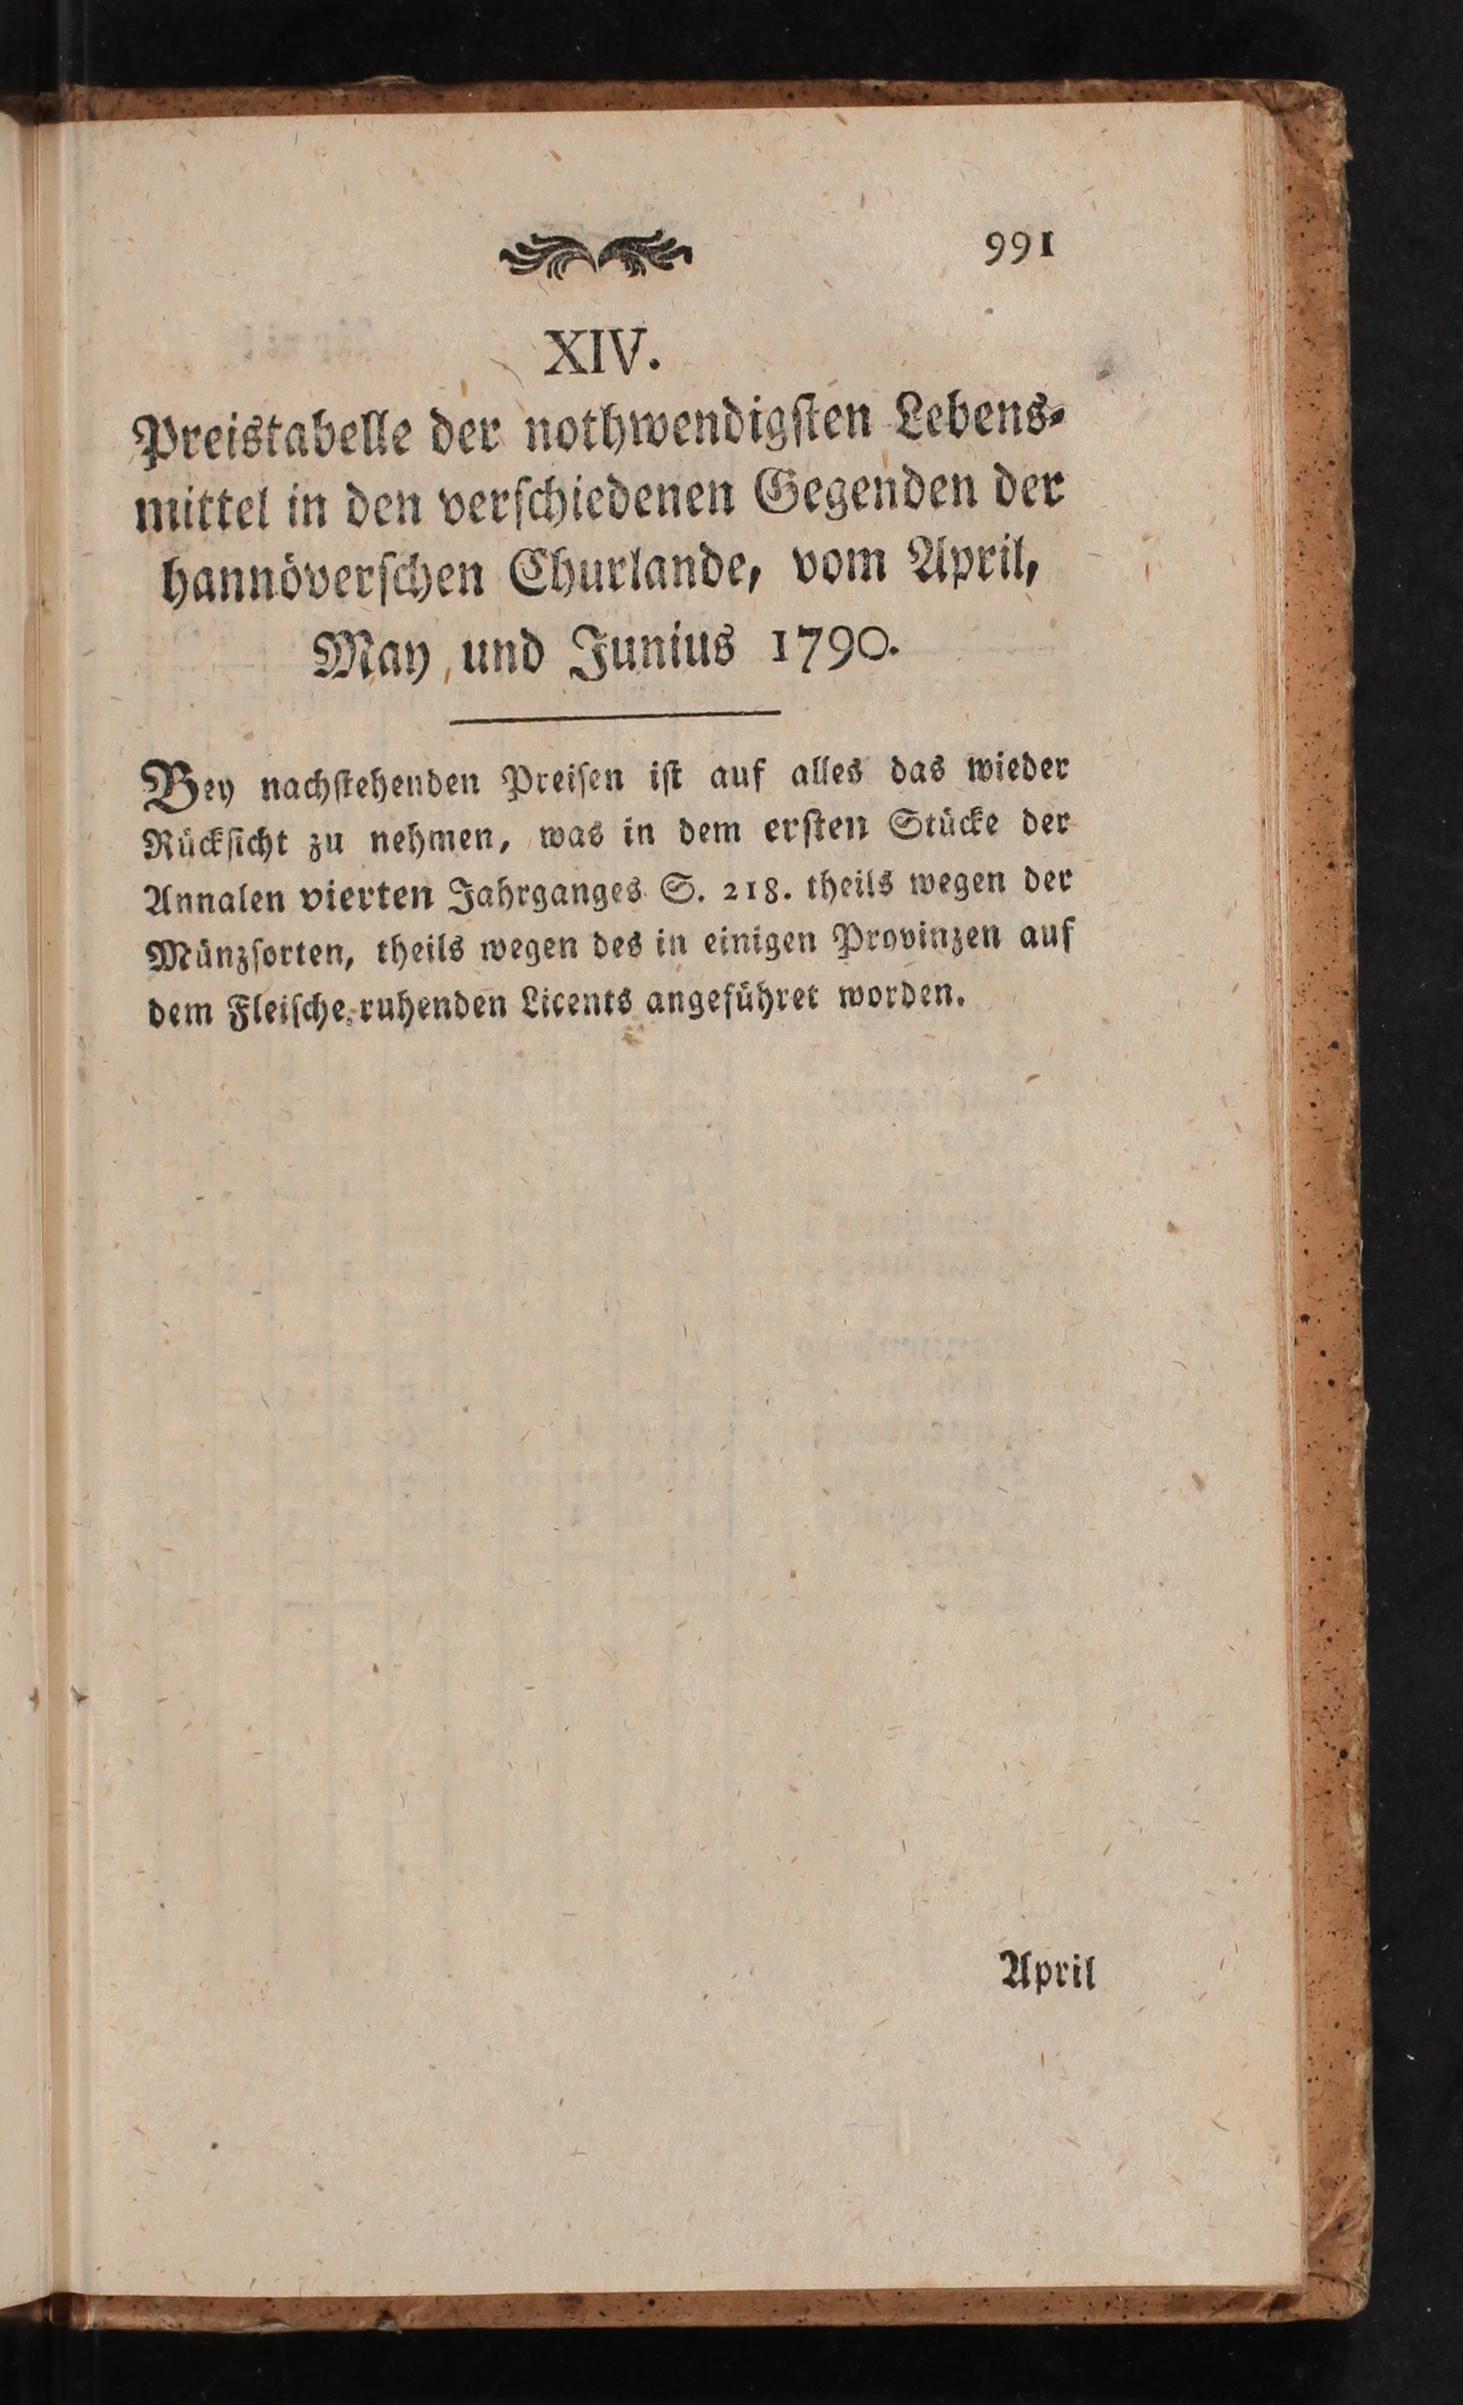 991
XIV.
Preistabelle der nothwendigsten Lebens-
mittel in den verschiedenen Gegenden der
hannöverschen Churlande, vom April,
May und Junius 1790.
Bey nachstehenden Preisen ist auf alles das wieder
Rücksicht zu nehmen, was in dem ersten Stücke der
Annalen vierten Jahrganges S. 218. theils wegen der
Münzsorten, theils wegen des in einigen Provinzen auf
dem Fleische ruhenden Licents angeführet worden.
April